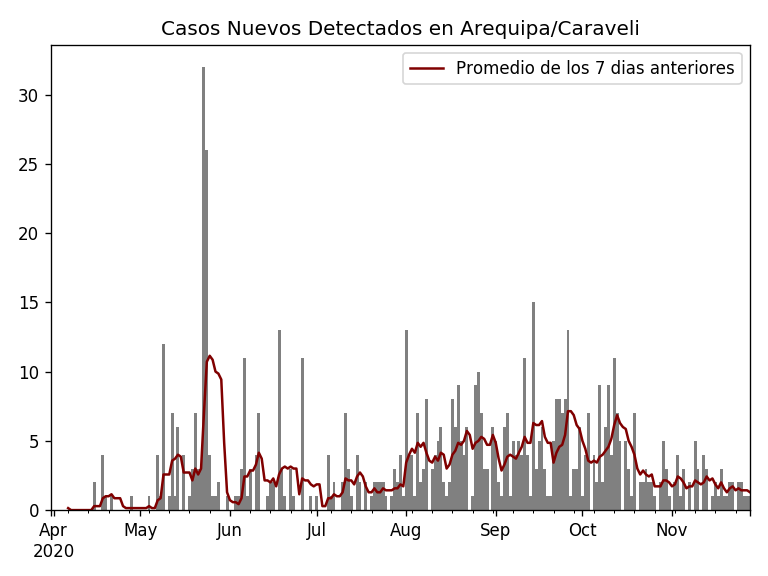 Casos Nuevos Detectados en Arequipa/Caraveli
Promedio de los 7 dias anteriores
30
25
20
15
10
5
0
Apr May Jun Jul Aug Sep Oct Nov
2020